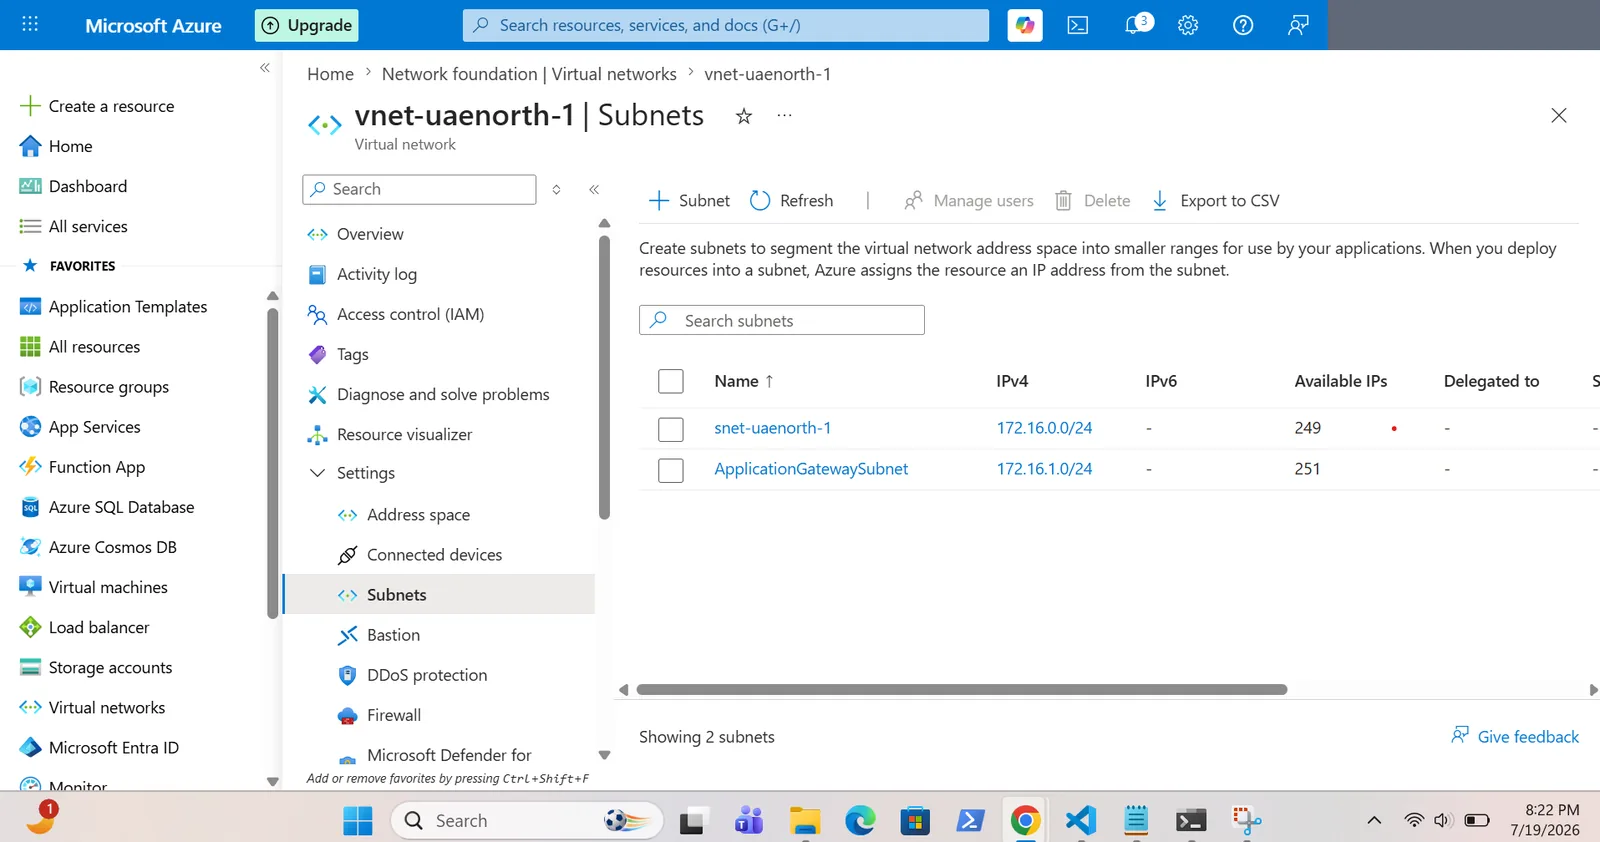 Microsoft Azure
Upgrade
Search resources, services, and docs (G+/)
3
Create a resource
Home
Dashboard
All services
FAVORITES
Application Templates
All resources
Resource groups
App Services
Function App
Azure SQL Database
Azure Cosmos DB
Virtual machines
Load balancer
Storage accounts
Virtual networks
Microsoft Entra ID
Monitor
Home > Network foundation | Virtual networks > vnet-uaenorth-1
vnet-uaenorth-1 | Subnets
Virtual network
Search
Overview
Activity log
Access control (IAM)
Tags
Diagnose and solve problems
Resource visualizer
Settings
Address space
Connected devices
Subnets
Bastion
DDoS protection
Firewall
Microsoft Defender for
Add or remove favorites by pressing Ctrl+Shift+F
Subnet Refresh | Manage users Delete Export to CSV
Create subnets to segment the virtual network address space into smaller ranges for use by your applications. When you deploy
resources into a subnet, Azure assigns the resource an IP address from the subnet.
Search subnets
Name ↑ IPv4 IPv6 Available IPs Delegated to S
snet-uaenorth-1 172.16.0.0/24 - 249 - -
ApplicationGatewaySubnet 172.16.1.0/24 - 251 - -
Showing 2 subnets
Give feedback
1
Search
8:22 PM
7/19/2026